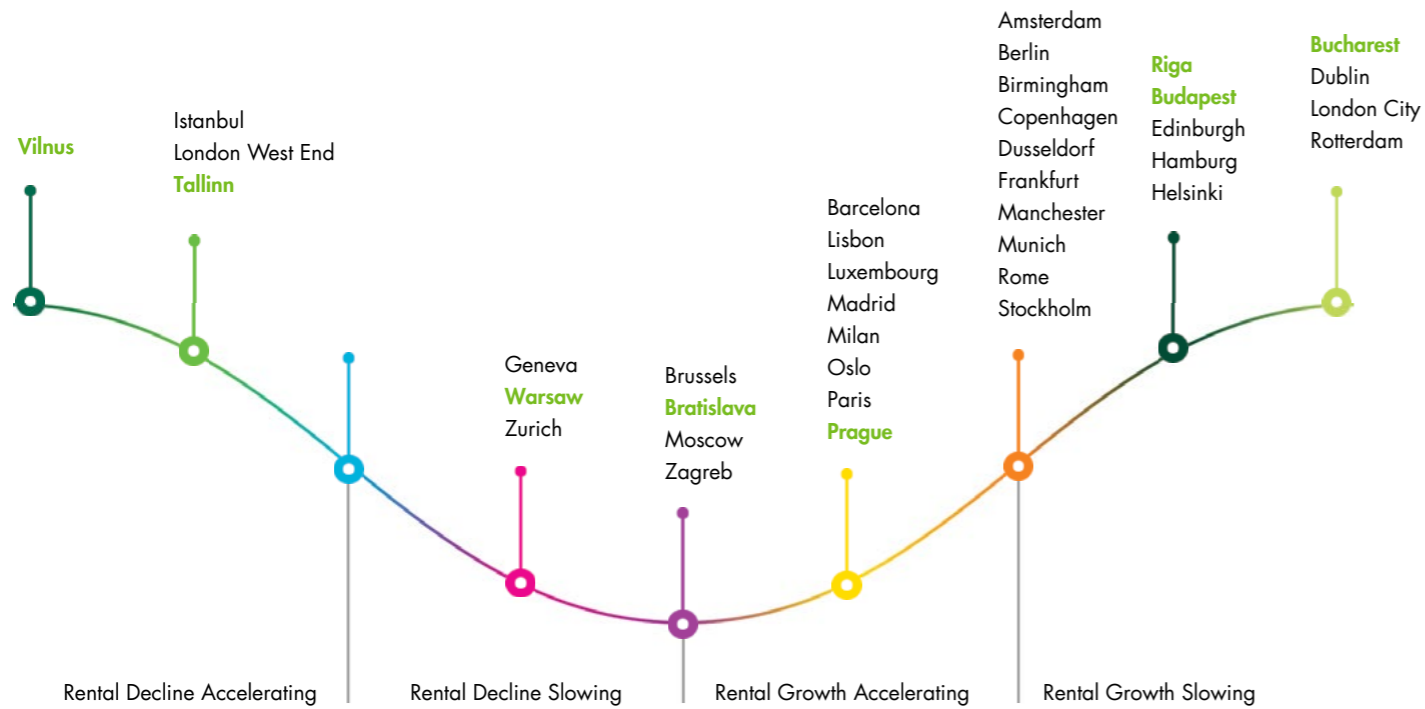 Vilnus
Istanbul
London West End
Tallinn
Geneva
Warsaw
Zurich
Brussels
Bratislava
Moscow
Zagreb
Barcelona
Lisbon
Luxembourg
Madrid
Milan
Oslo
Paris
Prague
Amsterdam
Berlin
Birmingham
Copenhagen
Dusseldorf
Frankfurt
Manchester
Munich
Rome
Stockholm
Riga
Budapest
Edinburgh
Hamburg
Helsinki
Bucharest
Dublin
London City
Rotterdam
Rental Decline Accelerating
Rental Decline Slowing
Rental Growth Accelerating
Rental Growth Slowing